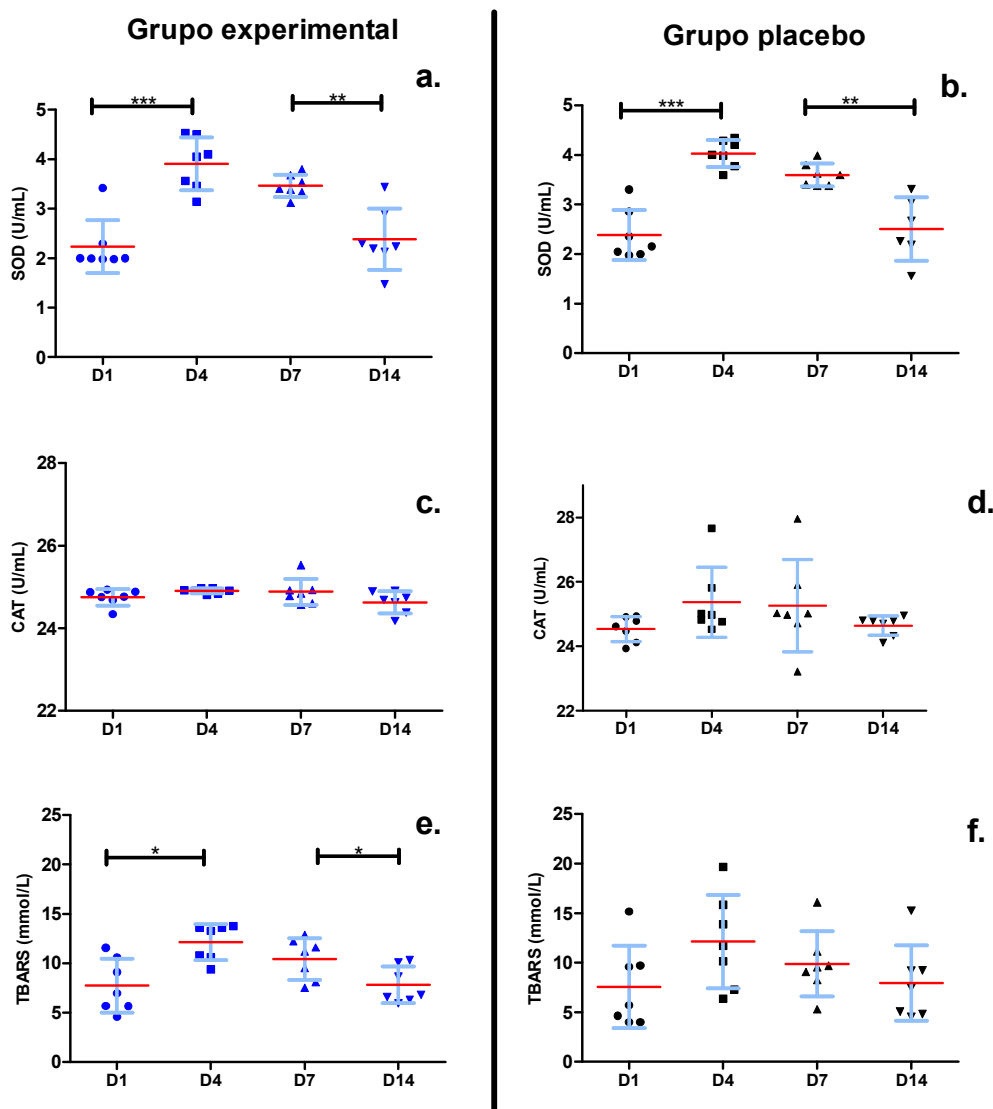 Grupo experimental
Grupo placebo
a.
***
**
SOD (U/mL)
5
4
3
2
1
0
D1 D4 D7 D14
b.
***
**
SOD (U/mL)
5
4
3
2
1
0
D1 D4 D7 D14
c.
CAT (U/mL)
28
26
24
22
D1 D4 D7 D14
d.
CAT (U/mL)
28
26
24
22
D1 D4 D7 D14
e.
*
*
TBARS (mmol/L)
25
20
15
10
5
0
D1 D4 D7 D14
f.
TBARS (mmol/L)
25
20
15
10
5
0
D1 D4 D7 D14